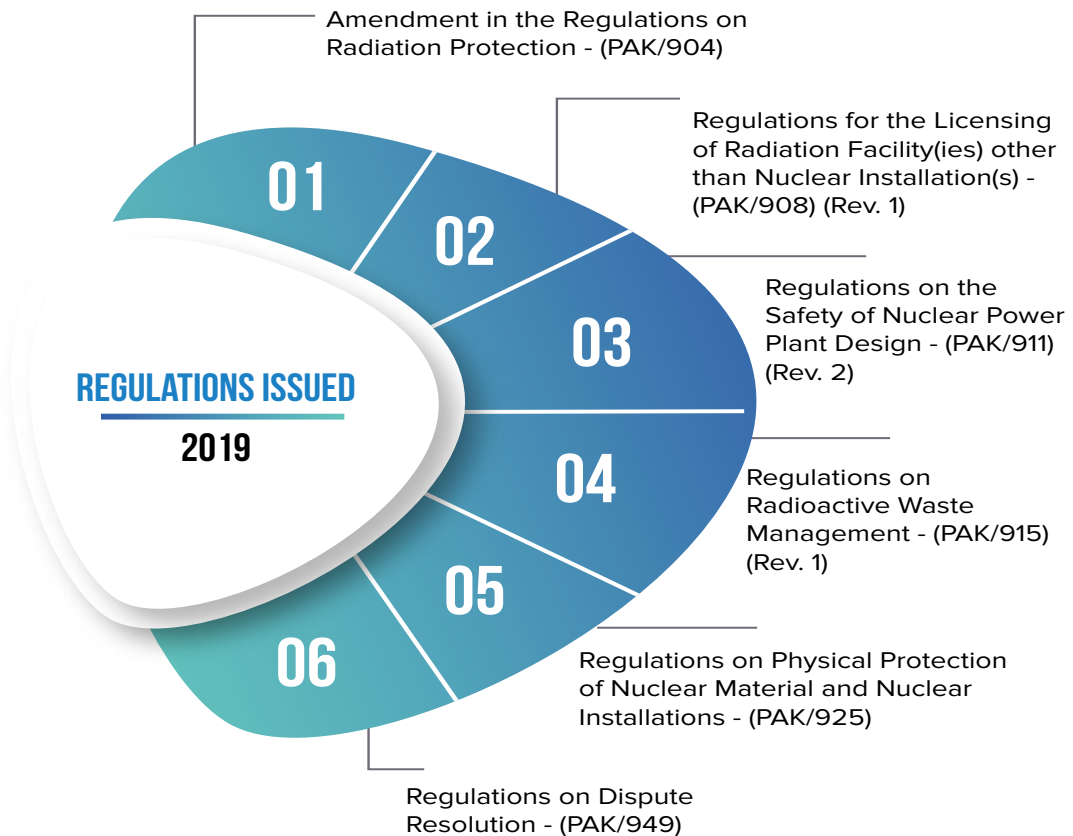 Amendment in the Regulations on
Radiation Protection - (PAK/904)
01
Regulations for the Licensing
of Radiation Facility(ies) other
than Nuclear Installation(s) -
(PAK/908) (Rev. 1)
02
Regulations on the
Safety of Nuclear Power
Plant Design - (PAK/911)
(Rev. 2)
03
REGULATIONS ISSUED
2019
04
Regulations on
Radioactive Waste
Management - (PAK/915)
(Rev. 1)
05
Regulations on Physical Protection
of Nuclear Material and Nuclear
Installations - (PAK/925)
06
Regulations on Dispute
Resolution - (PAK/949)